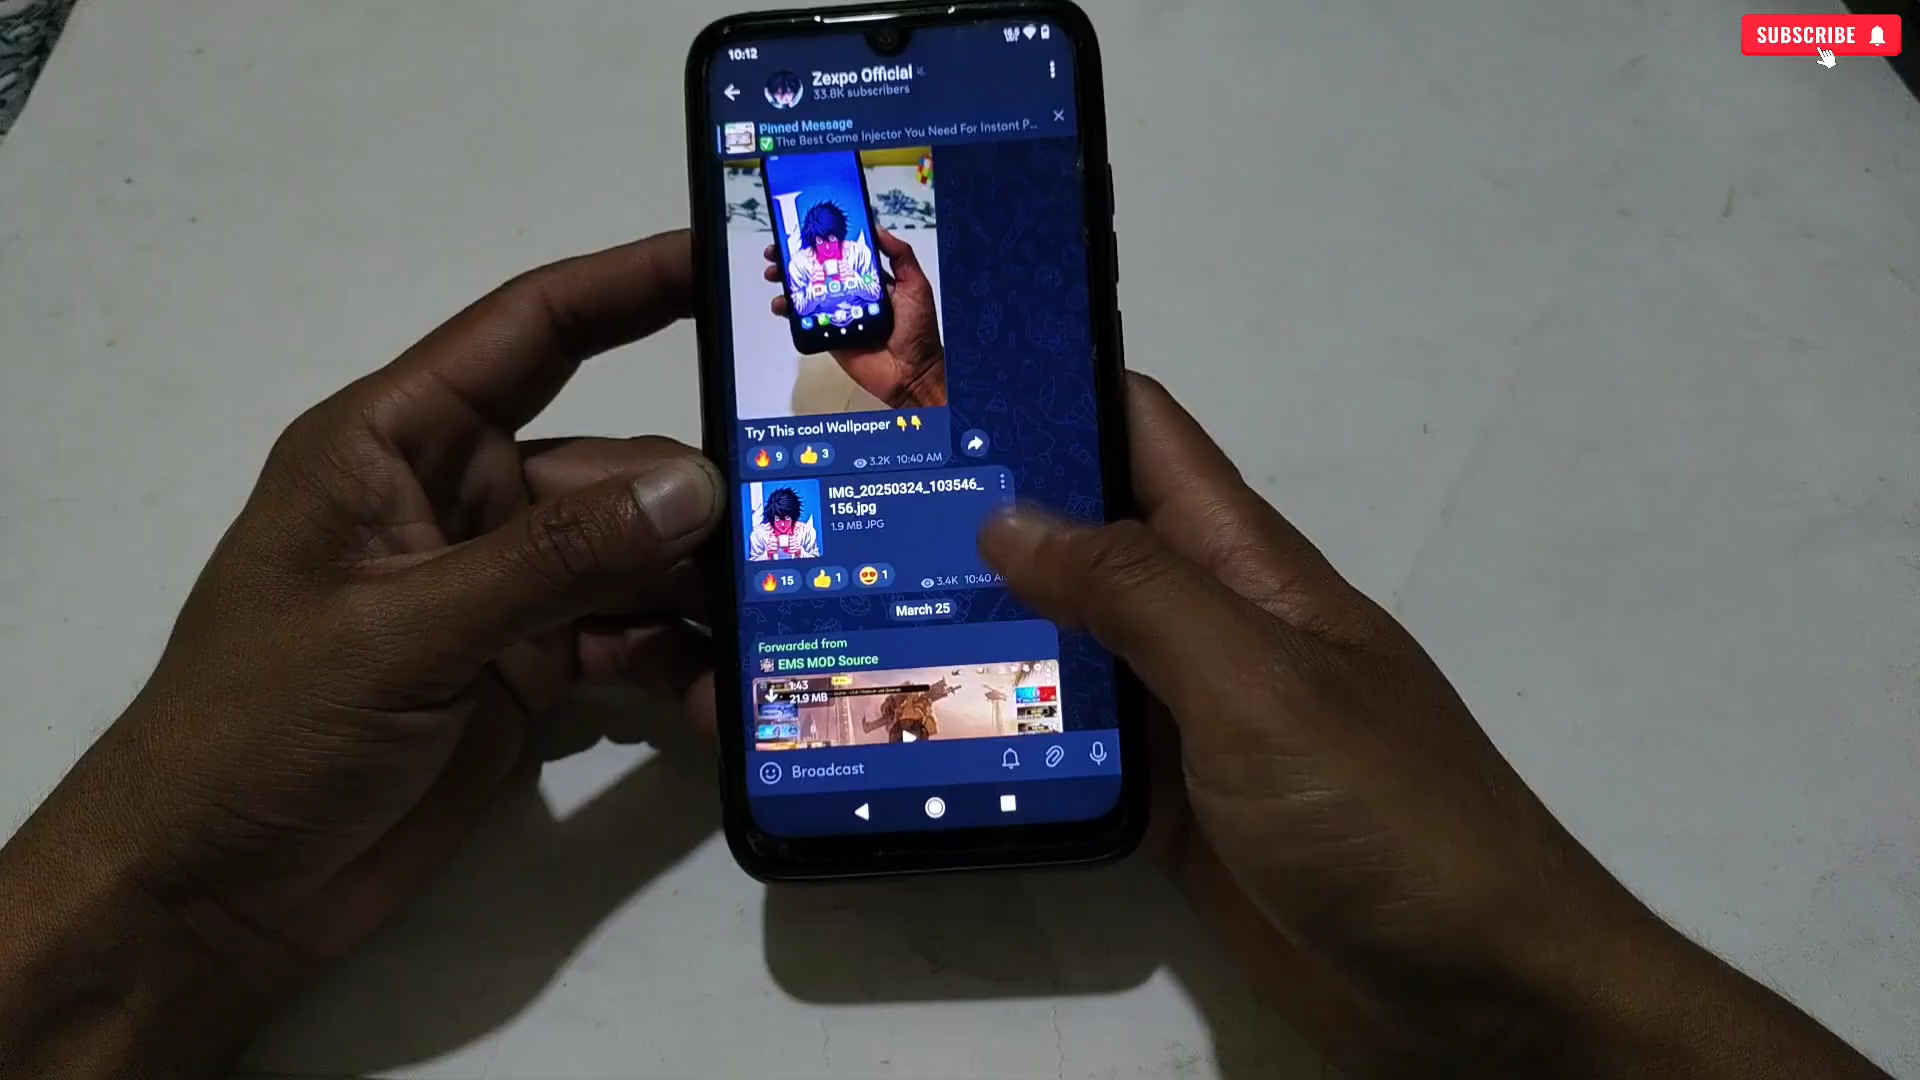 SUBSCRIBE
10:12
Zexpo Official
33.8K subscribers
Pinned Message
✅ The Best Game Injector You Need For Instant P...
Try This cool Wallpaper 👇👇
🔥 9 👍 3 3.2K 10:40 AM
IMG_20250324_103546_
156.jpg
1.9 MB JPG
🔥 15 👍 1 😍 1 3.4K 10:40 AM
March 25
Forwarded from
EMS MOD Source
1:43
21.9 MB
Broadcast